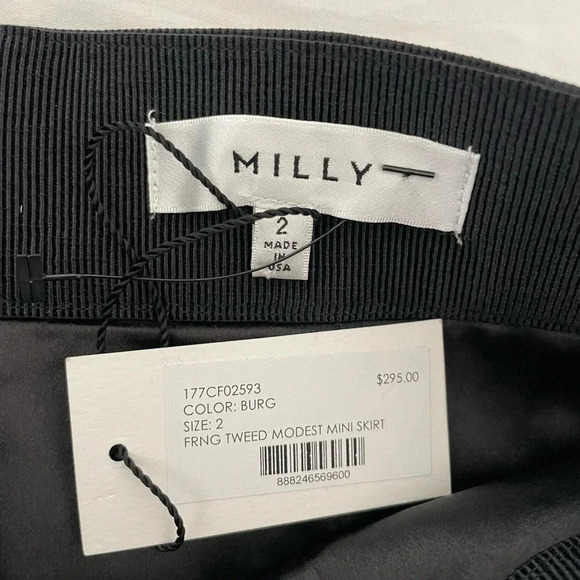 MILLY
2
MADE
IN
USA
177CF02593 $295.00
COLOR: BURG
SIZE: 2
FRNG TWEED MODEST MINI SKIRT
888246569600